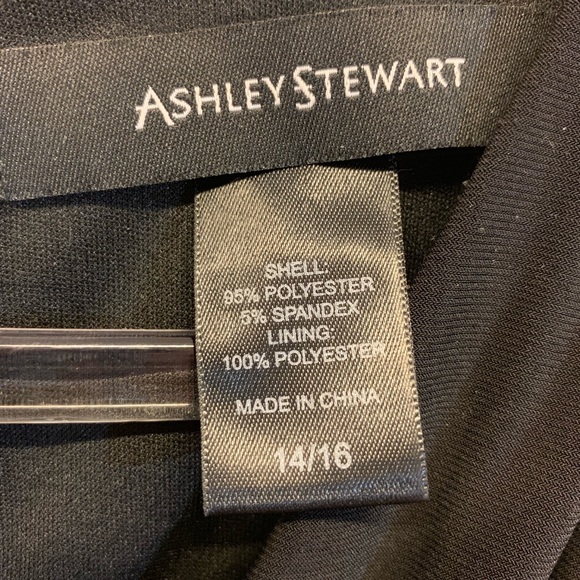 ASHLEY STEWART
SHELL:
95% POLYESTER
5% SPANDEX
LINING:
100% POLYESTER
MADE IN CHINA
14/16